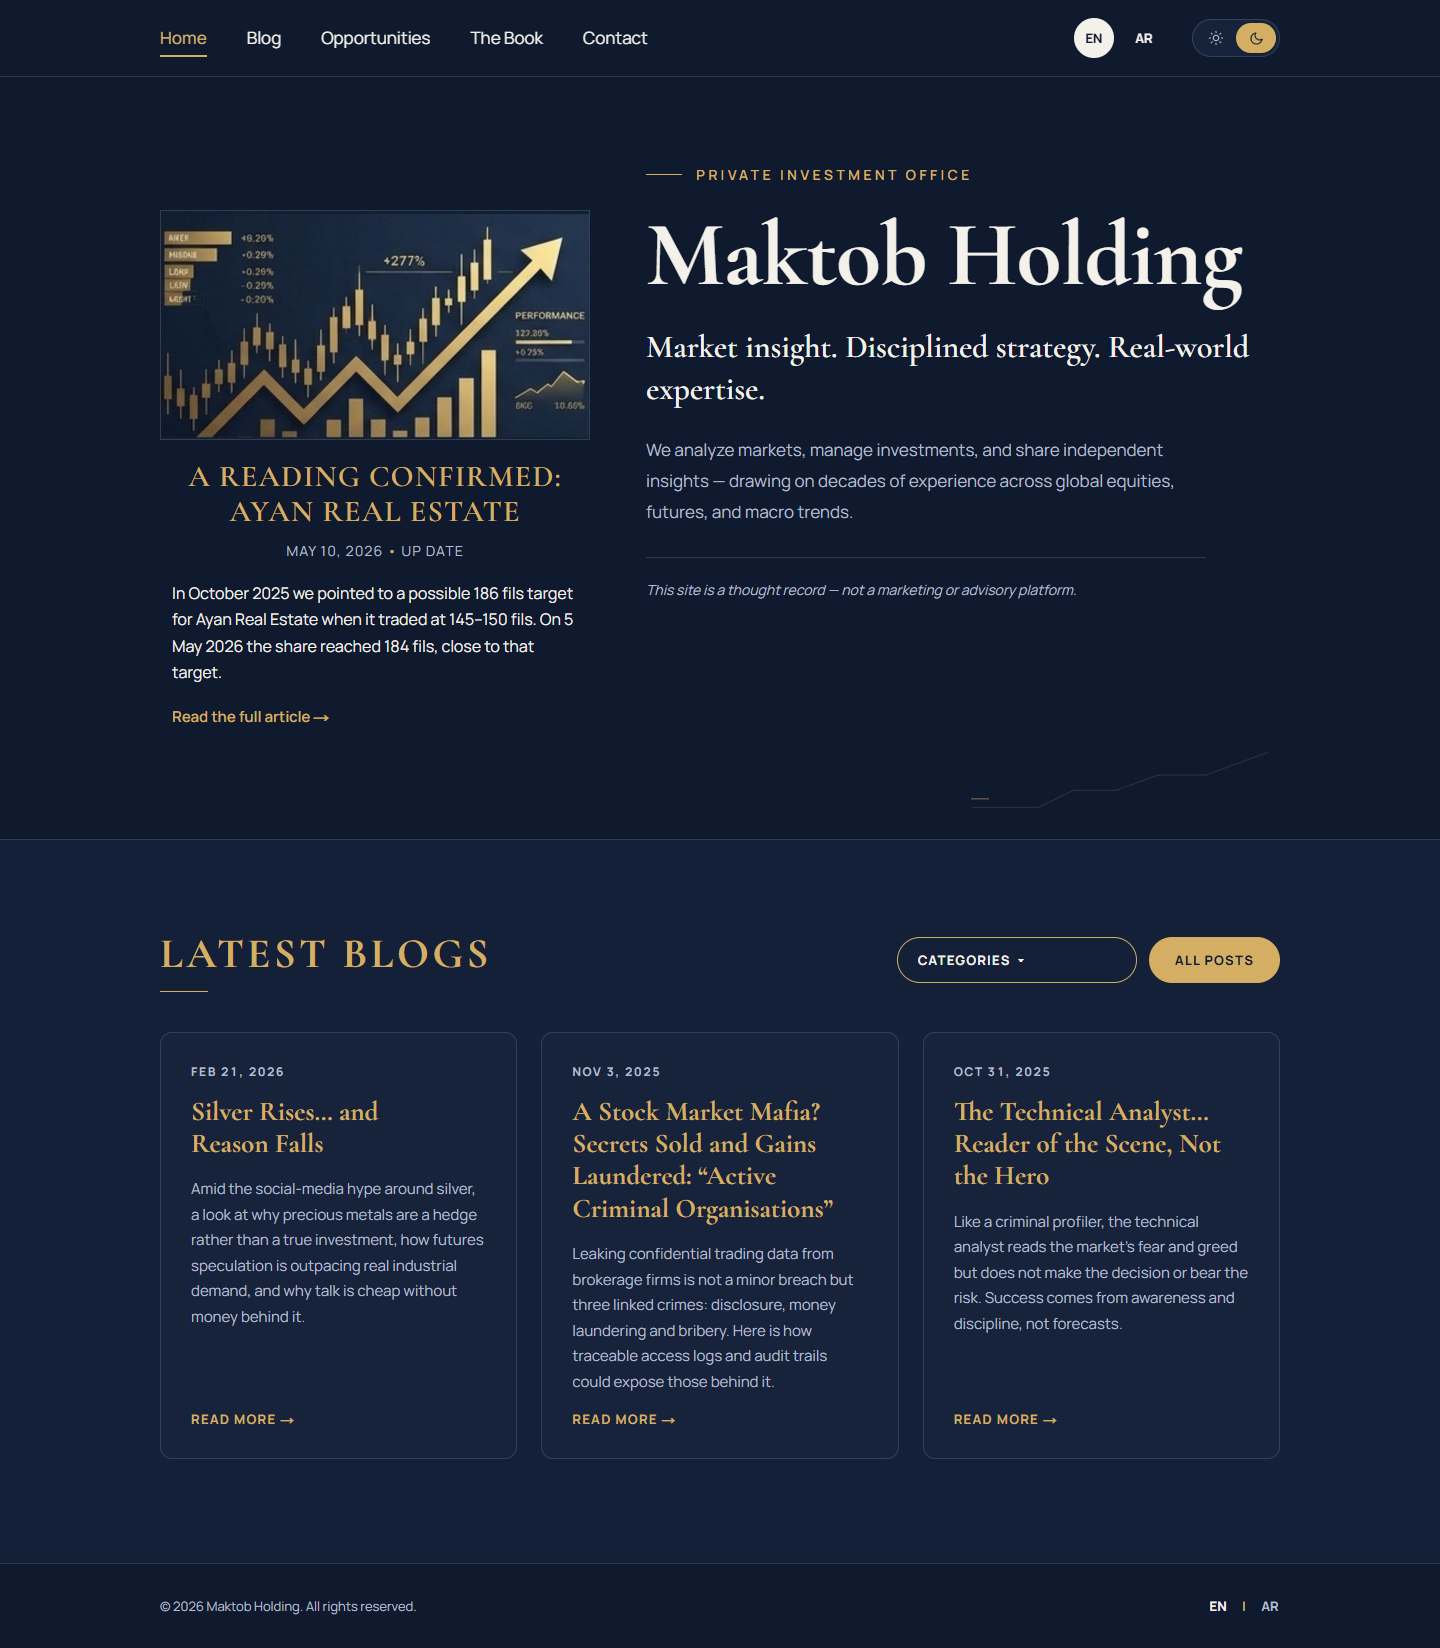 Home
Blog
Opportunities
The Book
Contact
EN
AR
+0.29%
+0.29%
-0.29%
-0.20%
+277%
PERFORMANCE
+0.75%
10.66%
A READING CONFIRMED:
AYAN REAL ESTATE
MAY 10, 2026 • UP DATE
In October 2025 we pointed to a possible 186 fils target
for Ayan Real Estate when it traded at 145–150 fils. On 5
May 2026 the share reached 184 fils, close to that
target.
Read the full article →
PRIVATE INVESTMENT OFFICE
Maktob Holding
Market insight. Disciplined strategy. Real-world
expertise.
We analyze markets, manage investments, and share independent
insights — drawing on decades of experience across global equities,
futures, and macro trends.
This site is a thought record — not a marketing or advisory platform.
LATEST BLOGS
CATEGORIES
ALL POSTS
FEB 21, 2026
Silver Rises… and
Reason Falls
Amid the social-media hype around silver,
a look at why precious metals are a hedge
rather than a true investment, how futures
speculation is outpacing real industrial
demand, and why talk is cheap without
money behind it.
READ MORE →
NOV 3, 2025
A Stock Market Mafia?
Secrets Sold and Gains
Laundered: “Active
Criminal Organisations”
Leaking confidential trading data from
brokerage firms is not a minor breach but
three linked crimes: disclosure, money
laundering and bribery. Here is how
traceable access logs and audit trails
could expose those behind it.
READ MORE →
OCT 31, 2025
The Technical Analyst…
Reader of the Scene, Not
the Hero
Like a criminal profiler, the technical
analyst reads the market’s fear and greed
but does not make the decision or bear the
risk. Success comes from awareness and
discipline, not forecasts.
READ MORE →
© 2026 Maktob Holding. All rights reserved.
EN | AR